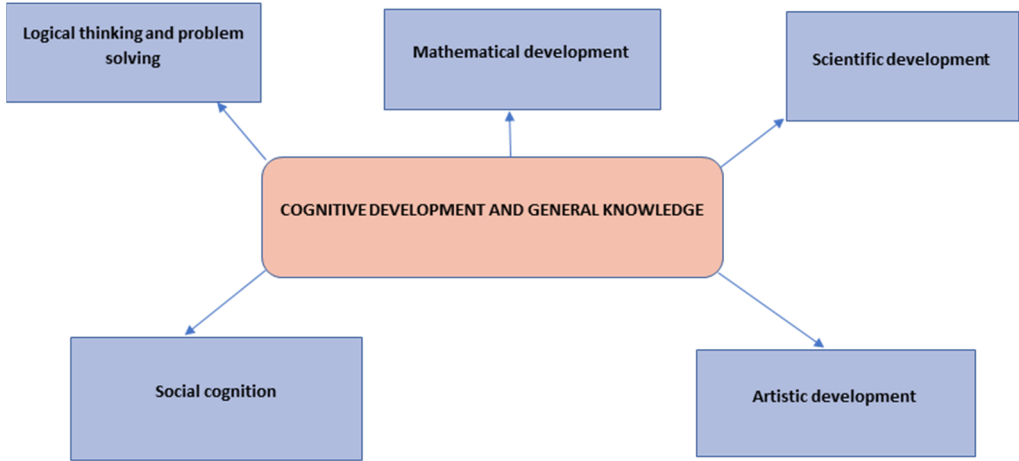 Logical thinking and problem
solving
Mathematical development
Scientific development
COGNITIVE DEVELOPMENT AND GENERAL KNOWLEDGE
Social cognition
Artistic development